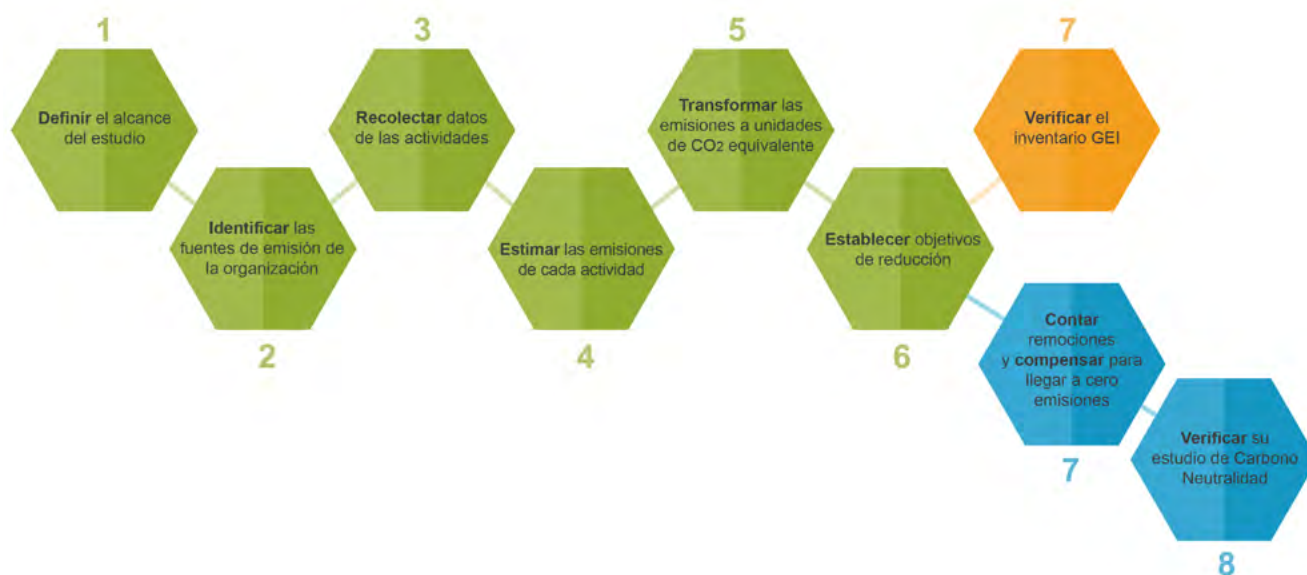 1
Definir el alcance
del estudio
2
Identificar las
fuentes de emisión de
la organización
3
Recolectar datos
de las actividades
4
Estimar las emisiones
de cada actividad
5
Transformar las
emisiones a unidades
de CO2 equivalente
6
Establecer objetivos
de reducción
7
Verificar el
inventario GEI
7
Contar
remociones
y compensar para
llegar a cero
emisiones
8
Verificar su
estudio de Carbono
Neutralidad